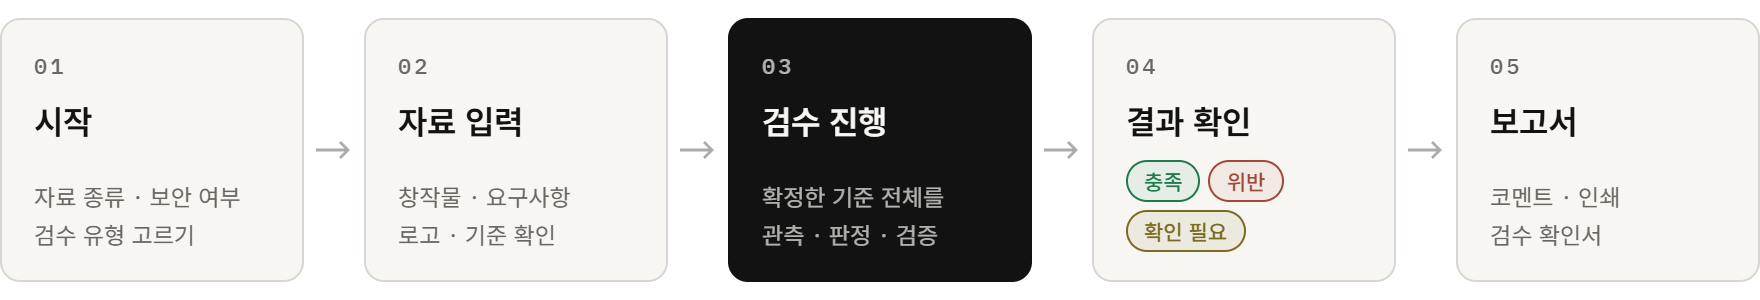 01
시작
자료 종류 · 보안 여부
검수 유형 고르기
02
자료 입력
창작물 · 요구사항
로고 · 기준 확인
03
검수 진행
확정한 기준 전체를
관측 · 판정 · 검증
04
결과 확인
충족 위반
확인 필요
05
보고서
코멘트 · 인쇄
검수 확인서